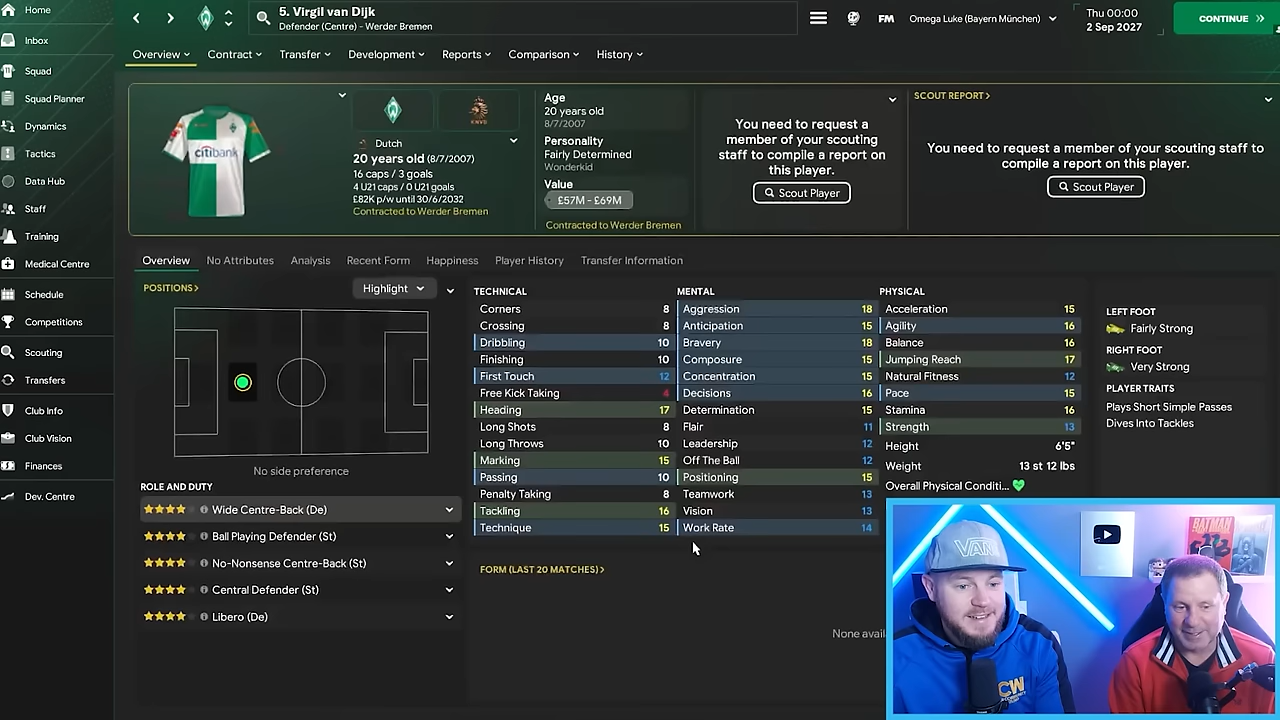 Home
Inbox
Squad
Squad Planner
Dynamics
Tactics
Data Hub
Staff
Training
Medical Centre
Schedule
Competitions
Scouting
Transfers
Club Info
Club Vision
Finances
Dev. Centre
5. Virgil van Dijk
Defender (Centre) - Werder Bremen
FM
Omega Luke (Bayern München)
Thu 00:00
2 Sep 2027
CONTINUE
Overview
Contract
Transfer
Development
Reports
Comparison
History
citibank
KNVB
Dutch
20 years old (8/7/2007)
16 caps / 3 goals
4 U21 caps / 0 U21 goals
£82K p/w until 30/6/2032
Contracted to Werder Bremen
Age
20 years old
8/7/2007
Personality
Fairly Determined
Wonderkid
Value
£57M - £69M
Contracted to Werder Bremen
You need to request a
member of your scouting
staff to compile a report on
this player.
Scout Player
SCOUT REPORT >
You need to request a member of your scouting staff to
compile a report on this player.
Scout Player
Overview
No Attributes
Analysis
Recent Form
Happiness
Player History
Transfer Information
POSITIONS >
Highlight
No side preference
ROLE AND DUTY
Wide Centre-Back (De)
Ball Playing Defender (St)
No-Nonsense Centre-Back (St)
Central Defender (St)
Libero (De)
TECHNICAL
Corners 8
Crossing 8
Dribbling 10
Finishing 10
First Touch 12
Free Kick Taking 4
Heading 17
Long Shots 8
Long Throws 10
Marking 15
Passing 10
Penalty Taking 8
Tackling 16
Technique 15
MENTAL
Aggression 18
Anticipation 15
Bravery 18
Composure 15
Concentration 15
Decisions 16
Determination 15
Flair 11
Leadership 12
Off The Ball 12
Positioning 15
Teamwork 13
Vision 13
Work Rate 14
PHYSICAL
Acceleration 15
Agility 16
Balance 16
Jumping Reach 17
Natural Fitness 12
Pace 15
Stamina 16
Strength 13
Height 6'5"
Weight 13 st 12 lbs
Overall Physical Conditi...
LEFT FOOT
Fairly Strong
RIGHT FOOT
Very Strong
PLAYER TRAITS
Plays Short Simple Passes
Dives Into Tackles
FORM (LAST 20 MATCHES) >
None avail
VANS
BATMAN
CW